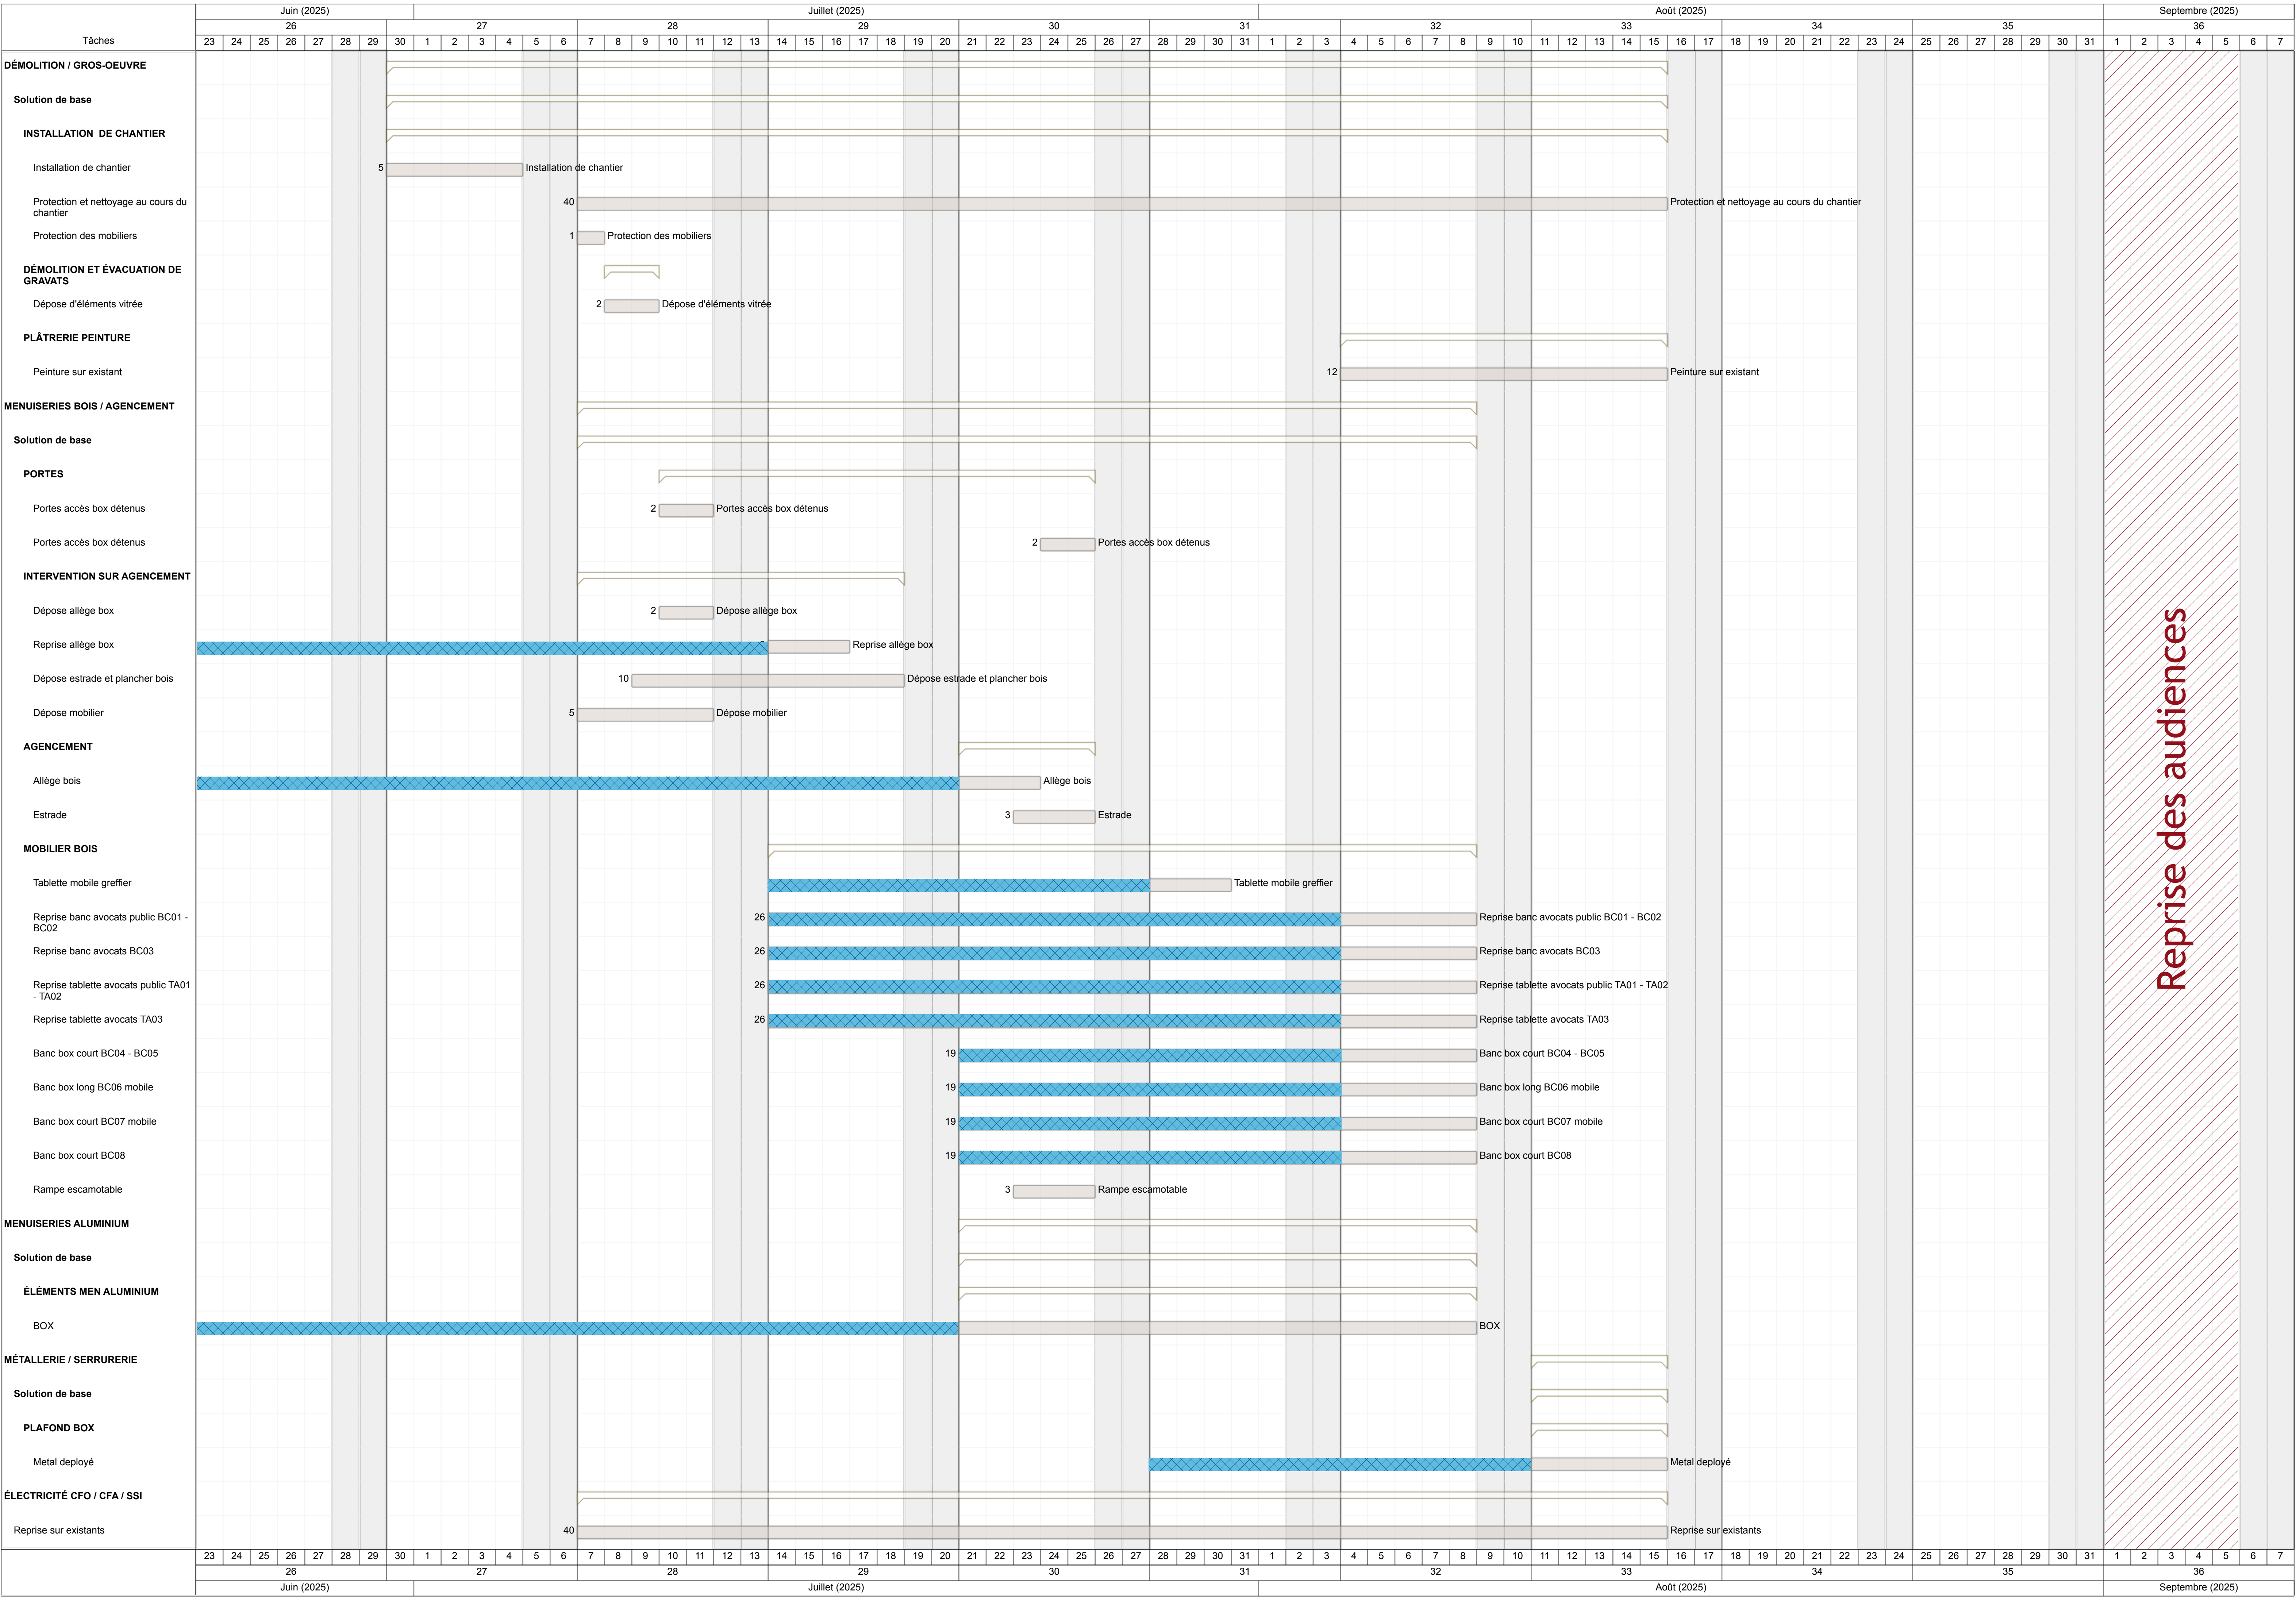 Juin (2025) Juillet (2025) Août (2025) Septembre (2025)
26 27 28 29 30 31 32 33 34 35 36
Tâches 23 24 25 26 27 28 29 30 1 2 3 4 5 6 7 8 9 10 11 12 13 14 15 16 17 18 19 20 21 22 23 24 25 26 27 28 29 30 31 1 2 3 4 5 6 7 8 9 10 11 12 13 14 15 16 17 18 19 20 21 22 23 24 25 26 27 28 29 30 31 1 2 3 4 5 6 7
DÉMOLITION / GROS-OEUVRE
Solution de base
INSTALLATION DE CHANTIER
Installation de chantier 5 Installation de chantier
Protection et nettoyage au cours du 40 Protection et nettoyage au cours du chantier
chantier
Protection des mobiliers 1 Protection des mobiliers
DÉMOLITION ET ÉVACUATION DE
GRAVATS
Dépose d'éléments vitrée 2 Dépose d'éléments vitrée
PLÂTRERIE PEINTURE
Peinture sur existant 12 Peinture sur existant
MENUISERIES BOIS / AGENCEMENT
Solution de base
PORTES
Portes accès box détenus 2 Portes accès box détenus
Portes accès box détenus 2 Portes accès box détenus
INTERVENTION SUR AGENCEMENT
Dépose allège box 2 Dépose allège box
Reprise allège box Reprise allège box
Dépose estrade et plancher bois 10 Dépose estrade et plancher bois
Dépose mobilier 5 Dépose mobilier
AGENCEMENT
Allège bois Allège bois
Estrade 3 Estrade
MOBILIER BOIS
Tablette mobile greffier Tablette mobile greffier
Reprise banc avocats public BC01 - 26 Reprise banc avocats public BC01 - BC02
BC02
Reprise banc avocats BC03 26 Reprise banc avocats BC03
Reprise tablette avocats public TA01 26 Reprise tablette avocats public TA01 - TA02
- TA02
Reprise tablette avocats TA03 26 Reprise tablette avocats TA03
Banc box court BC04 - BC05 19 Banc box court BC04 - BC05
Banc box long BC06 mobile 19 Banc box long BC06 mobile
Banc box court BC07 mobile 19 Banc box court BC07 mobile
Banc box court BC08 19 Banc box court BC08
Rampe escamotable 3 Rampe escamotable
MENUISERIES ALUMINIUM
Solution de base
ÉLÉMENTS MEN ALUMINIUM
BOX BOX
MÉTALLERIE / SERRURERIE
Solution de base
PLAFOND BOX
Metal deployé Metal deployé
ÉLECTRICITÉ CFO / CFA / SSI
Reprise sur existants 40 Reprise sur existants
Reprise des audiences
23 24 25 26 27 28 29 30 1 2 3 4 5 6 7 8 9 10 11 12 13 14 15 16 17 18 19 20 21 22 23 24 25 26 27 28 29 30 31 1 2 3 4 5 6 7 8 9 10 11 12 13 14 15 16 17 18 19 20 21 22 23 24 25 26 27 28 29 30 31 1 2 3 4 5 6 7
26 27 28 29 30 31 32 33 34 35 36
Juin (2025) Juillet (2025) Août (2025) Septembre (2025)